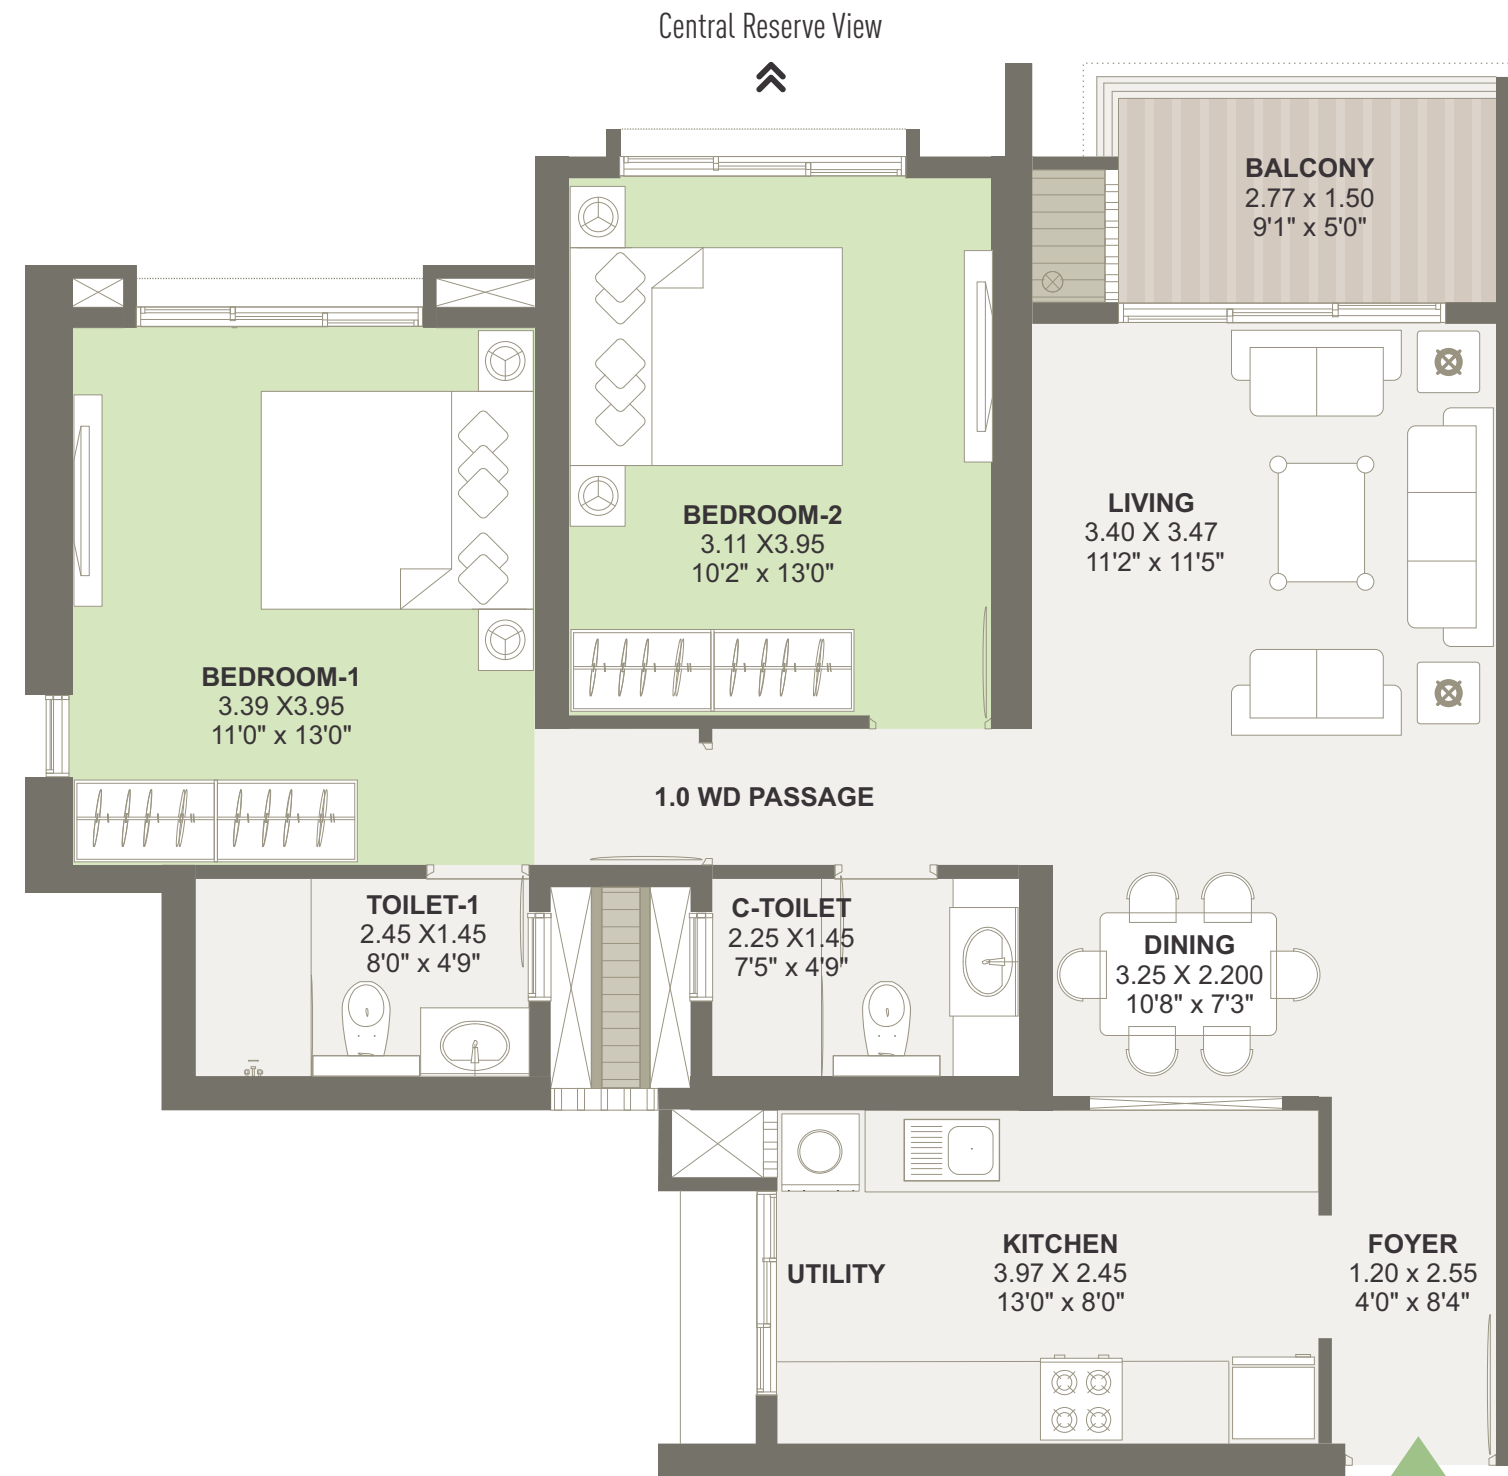 Central Reserve View
BALCONY
2.77 x 1.50
9'1" x 5'0"
BEDROOM-2
3.11 X3.95
10'2" x 13'0"
LIVING
3.40 X 3.47
11'2" x 11'5"
BEDROOM-1
3.39 X3.95
11'0" x 13'0"
1.0 WD PASSAGE
TOILET-1
2.45 X1.45
8'0" x 4'9"
C-TOILET
2.25 X1.45
7'5" x 4'9"
DINING
3.25 X 2.200
10'8" x 7'3"
UTILITY
KITCHEN
3.97 X 2.45
13'0" x 8'0"
FOYER
1.20 x 2.55
4'0" x 8'4"